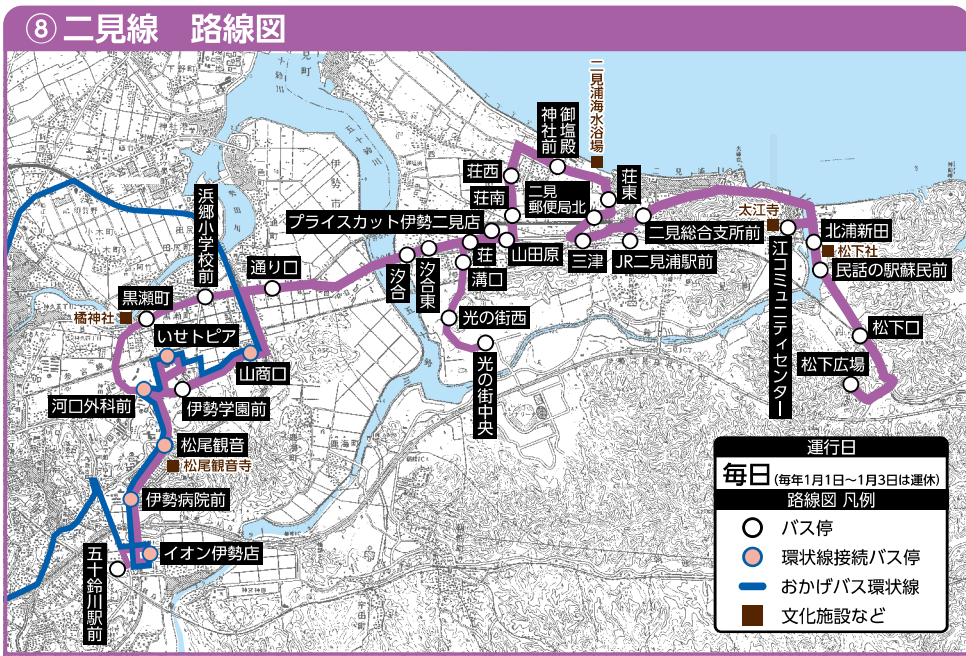 ⑧二見線 路線図
二見浦海水浴場
御塩殿
神社前
荘西
荘南
二見
郵便局北
荘東
プライスカット伊勢二見店
浜郷小学校前
通り口
黒瀬町
橘神社
いせトピア
山商口
河口外科前
伊勢学園前
松尾観音
松尾観音寺
伊勢病院前
イオン伊勢店
五十鈴川駅前
汐合
汐合東
荘
溝口
山田原
三津
JR二見浦駅前
二見総合支所前
光の街西
光の街中央
太江寺
江コミュニティセンター
北浦新田
松下社
民話の駅蘇民前
松下口
松下広場
運行日
毎日(毎年1月1日~1月3日は運休)
路線図 凡例
バス停
環状線接続バス停
おかげバス環状線
文化施設など